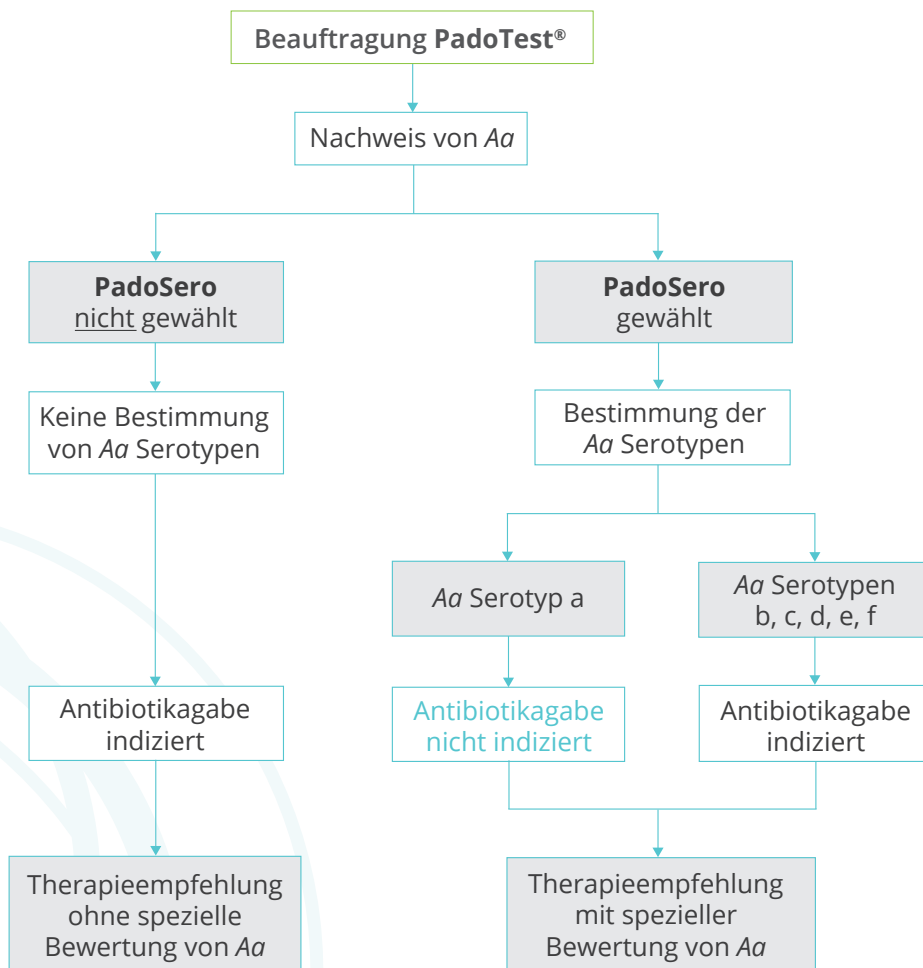 Beauftragung PadoTest®
Nachweis von Aa
PadoSero
nicht gewählt
PadoSero
gewählt
Keine Bestimmung
von Aa Serotypen
Bestimmung der
Aa Serotypen
Aa Serotyp a
Aa Serotypen
b, c, d, e, f
Antibiotikagabe
indiziert
Antibiotikagabe
nicht indiziert
Antibiotikagabe
indiziert
Therapieempfehlung
ohne spezielle
Bewertung von Aa
Therapieempfehlung
mit spezieller
Bewertung von Aa